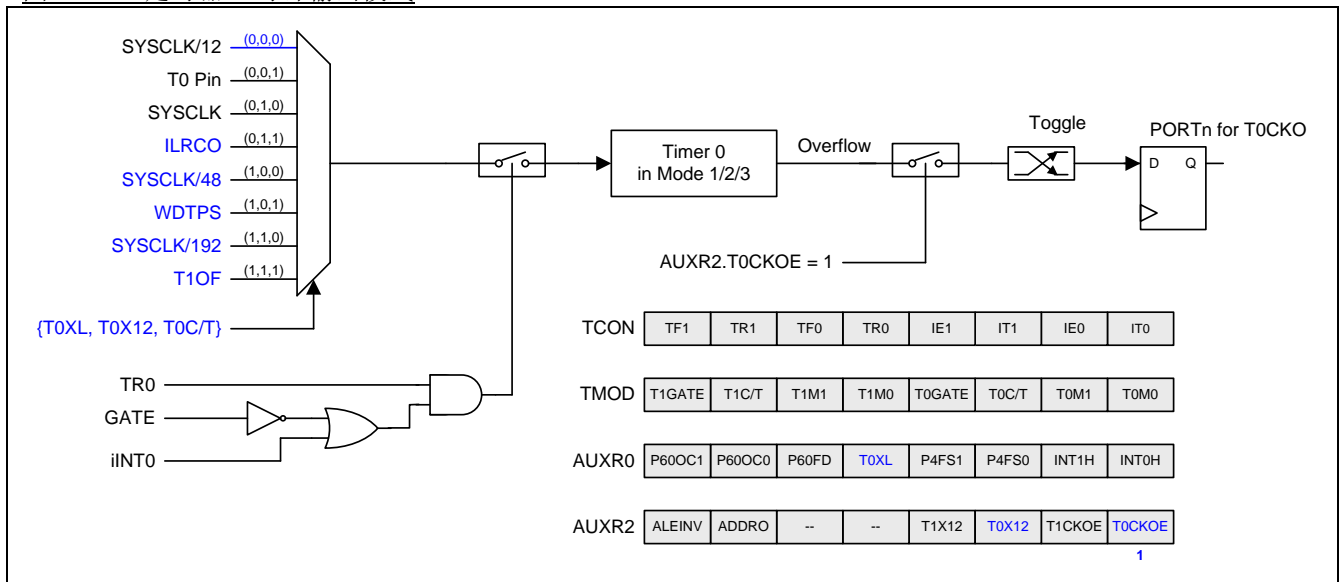 SYSCLK/12 (0,0,0)
T0 Pin (0,0,1)
SYSCLK (0,1,0)
ILRCO (0,1,1)
SYSCLK/48 (1,0,0)
WDTPS (1,0,1)
SYSCLK/192 (1,1,0)
T1OF (1,1,1)
{T0XL, T0X12, T0C/T}
TR0
GATE
iINT0
Timer 0
in Mode 1/2/3
Overflow
AUXR2.T0CKOE = 1
Toggle
PORTn for T0CKO
D Q
TCON TF1 TR1 TF0 TR0 IE1 IT1 IE0 IT0
TMOD T1GATE T1C/T T1M1 T1M0 T0GATE T0C/T T0M1 T0M0
AUXR0 P60OC1 P60OC0 P60FD T0XL P4FS1 P4FS0 INT1H INT0H
AUXR2 ALEINV ADDRO -- -- T1X12 T0X12 T1CKOE T0CKOE
1